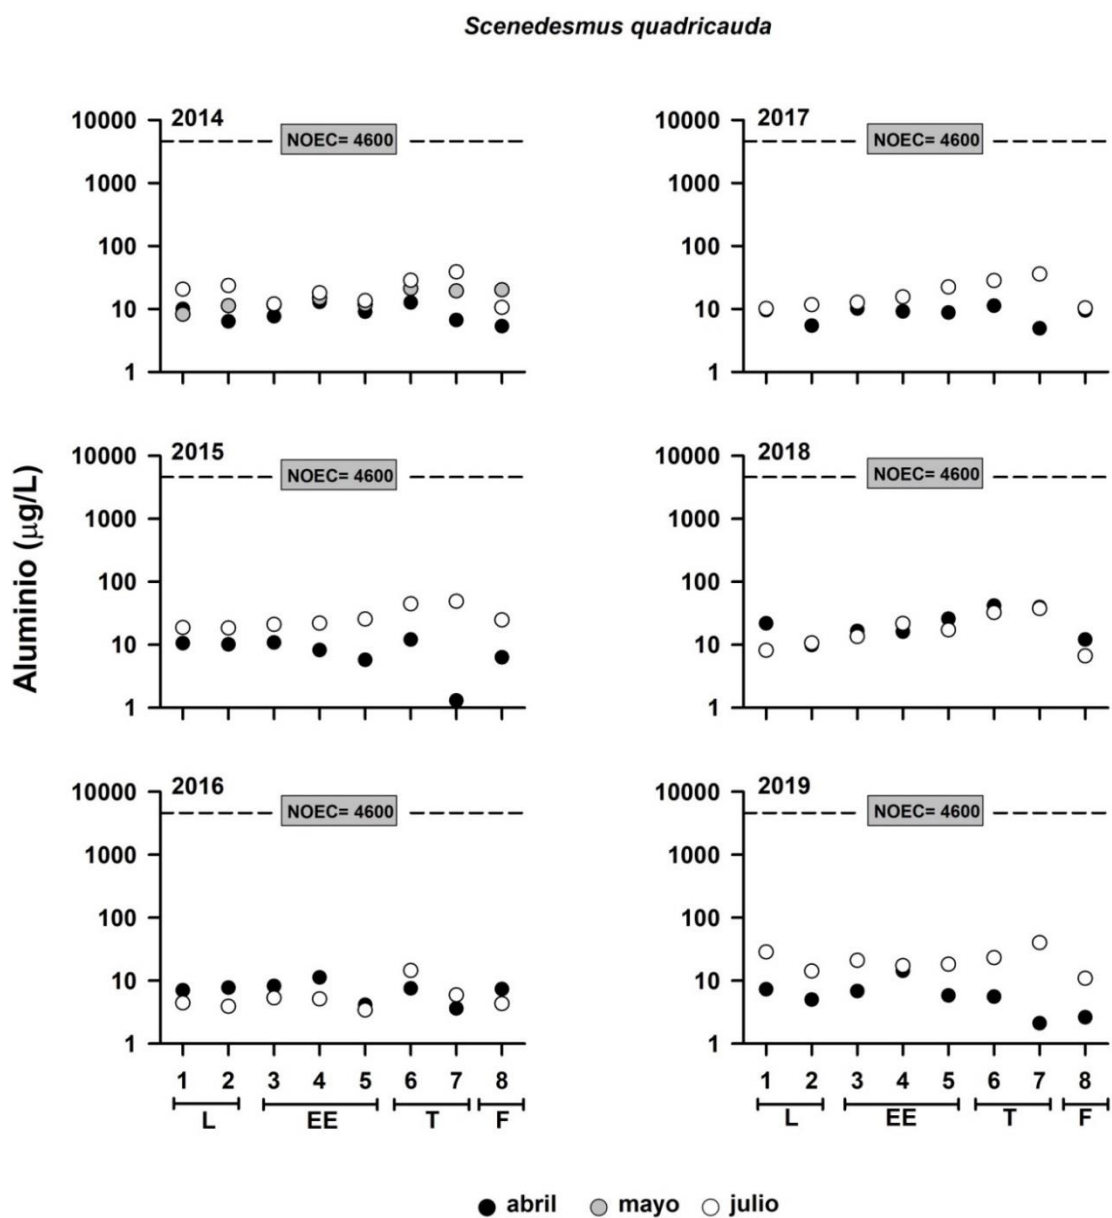 Scenedesmus quadricauda
Aluminio (μg/L)
2014
10000
1000
100
10
1
NOEC= 4600
2017
10000
1000
100
10
1
NOEC= 4600
2015
10000
1000
100
10
1
NOEC= 4600
2018
10000
1000
100
10
1
NOEC= 4600
2016
10000
1000
100
10
1
NOEC= 4600
1 2 3 4 5 6 7 8
L EE T F
2019
10000
1000
100
10
1
NOEC= 4600
1 2 3 4 5 6 7 8
L EE T F
abril mayo julio